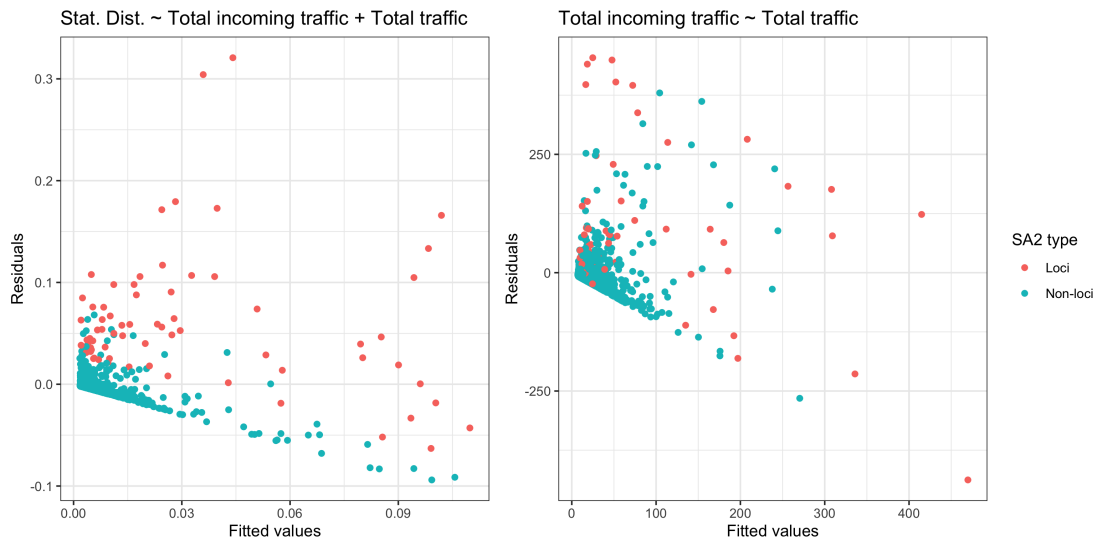 Stat. Dist. ~ Total incoming traffic + Total traffic
Residuals
0.3
0.2
0.1
0.0
-0.1
0.00
0.03
0.06
0.09
Fitted values
Total incoming traffic ~ Total traffic
Residuals
250
0
-250
0
100
200
300
400
Fitted values
SA2 type
Loci
Non-loci